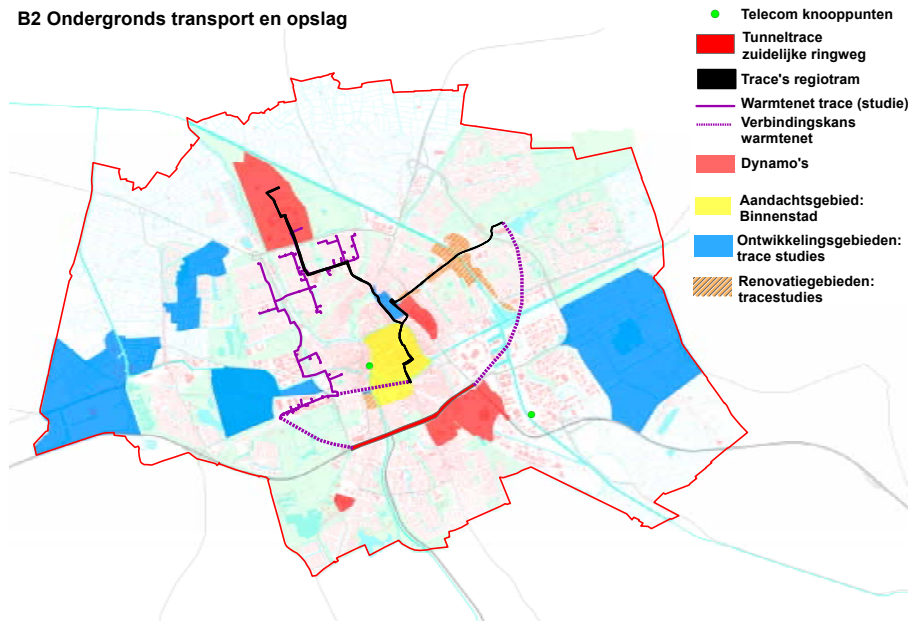 B2 Ondergronds transport en opslag
Telecom knooppunten
Tunneltrace
zuidelijke ringweg
Trace's regiotram
Warmtenet trace (studie)
Verbindingskans
warmtenet
Dynamo's
Aandachtsgebied:
Binnenstad
Ontwikkelingsgebieden:
trace studies
Renovatiegebieden:
tracestudies